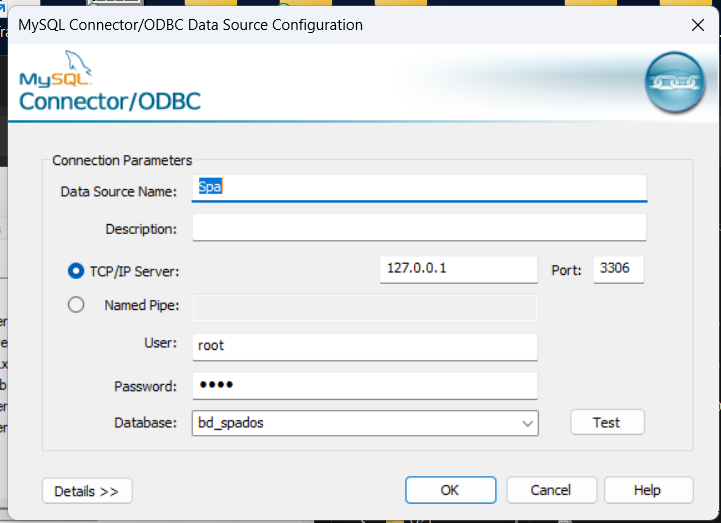 MySQL Connector/ODBC Data Source Configuration
MySQL
Connector/ODBC
Connection Parameters
Data Source Name: Spa
Description:
TCP/IP Server: 127.0.0.1 Port: 3306
Named Pipe:
User: root
Password: ••••
Database: bd_spados Test
Details >> OK Cancel Help